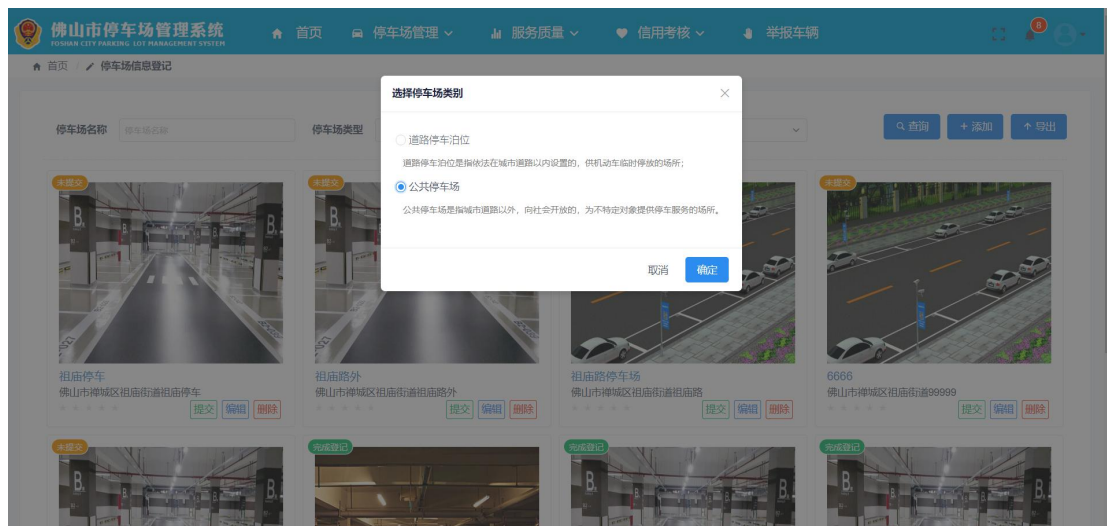 佛山市停车场管理系统
FOSHAN CITY PARKING LOT MANAGEMENT SYSTEM
首页
停车场管理
服务质量
信用考核
举报车辆
8
首页 / 停车场信息登记
选择停车场类别
道路停车泊位
道路停车泊位是指依法在城市道路以内设置的，供机动车临时停放的场所；
公共停车场
公共停车场是指城市道路以外，向社会开放的，为不特定对象提供停车服务的场所。
取消
确定
停车场名称
停车场名称
停车场类型
查询
+ 添加
导出
未提交
未提交
未提交
祖庙停车
佛山市禅城区祖庙街道祖庙停车
提交 编辑 删除
祖庙路外
佛山市禅城区祖庙街道祖庙路外
提交 编辑 删除
祖庙路停车场
佛山市禅城区祖庙街道祖庙路
提交 编辑 删除
6666
佛山市禅城区祖庙街道99999
提交 编辑 删除
未提交
完成登记
完成登记
完成登记